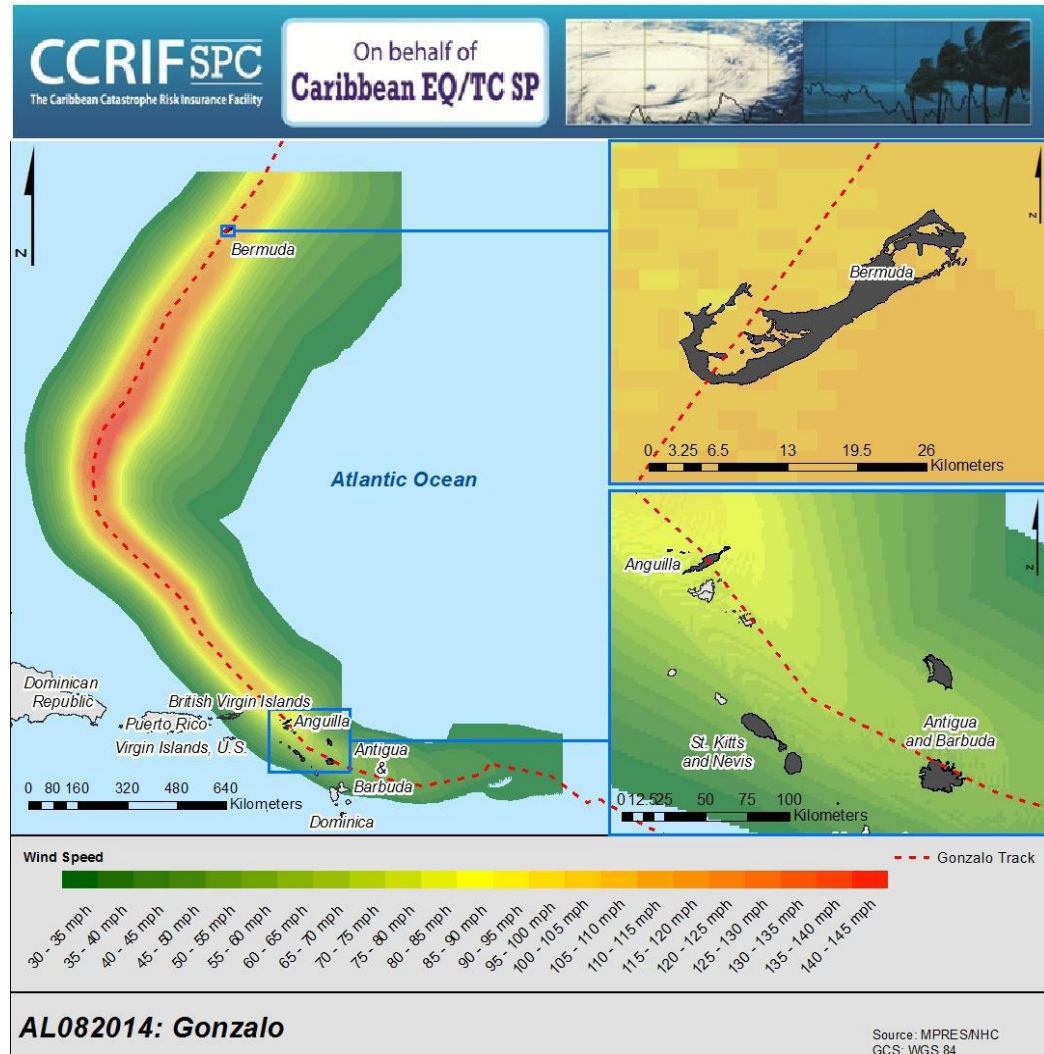 CCRIF SPC
The Caribbean Catastrophe Risk Insurance Facility
On behalf of
Caribbean EQ/TC SP
N
Bermuda
Atlantic Ocean
Dominican
Republic
British Virgin Islands
Puerto Rico
Anguilla
Virgin Islands, U.S.
Antigua
&
Barbuda
Dominica
0 80 160 320 480 640
Kilometers
N
Bermuda
0 3.25 6.5 13 19.5 26
Kilometers
N
Anguilla
St. Kitts
and Nevis
Antigua
and Barbuda
0 12.5 25 50 75 100
Kilometers
Wind Speed
Gonzalo Track
30 - 35 mph
35 - 40 mph
40 - 45 mph
45 - 50 mph
50 - 55 mph
55 - 60 mph
60 - 65 mph
65 - 70 mph
70 - 75 mph
75 - 80 mph
80 - 85 mph
85 - 90 mph
90 - 95 mph
95 - 100 mph
100 - 105 mph
105 - 110 mph
110 - 115 mph
115 - 120 mph
120 - 125 mph
125 - 130 mph
130 - 135 mph
135 - 140 mph
140 - 145 mph
AL082014: Gonzalo
Source: MPRES/NHC
GCS: WGS 84